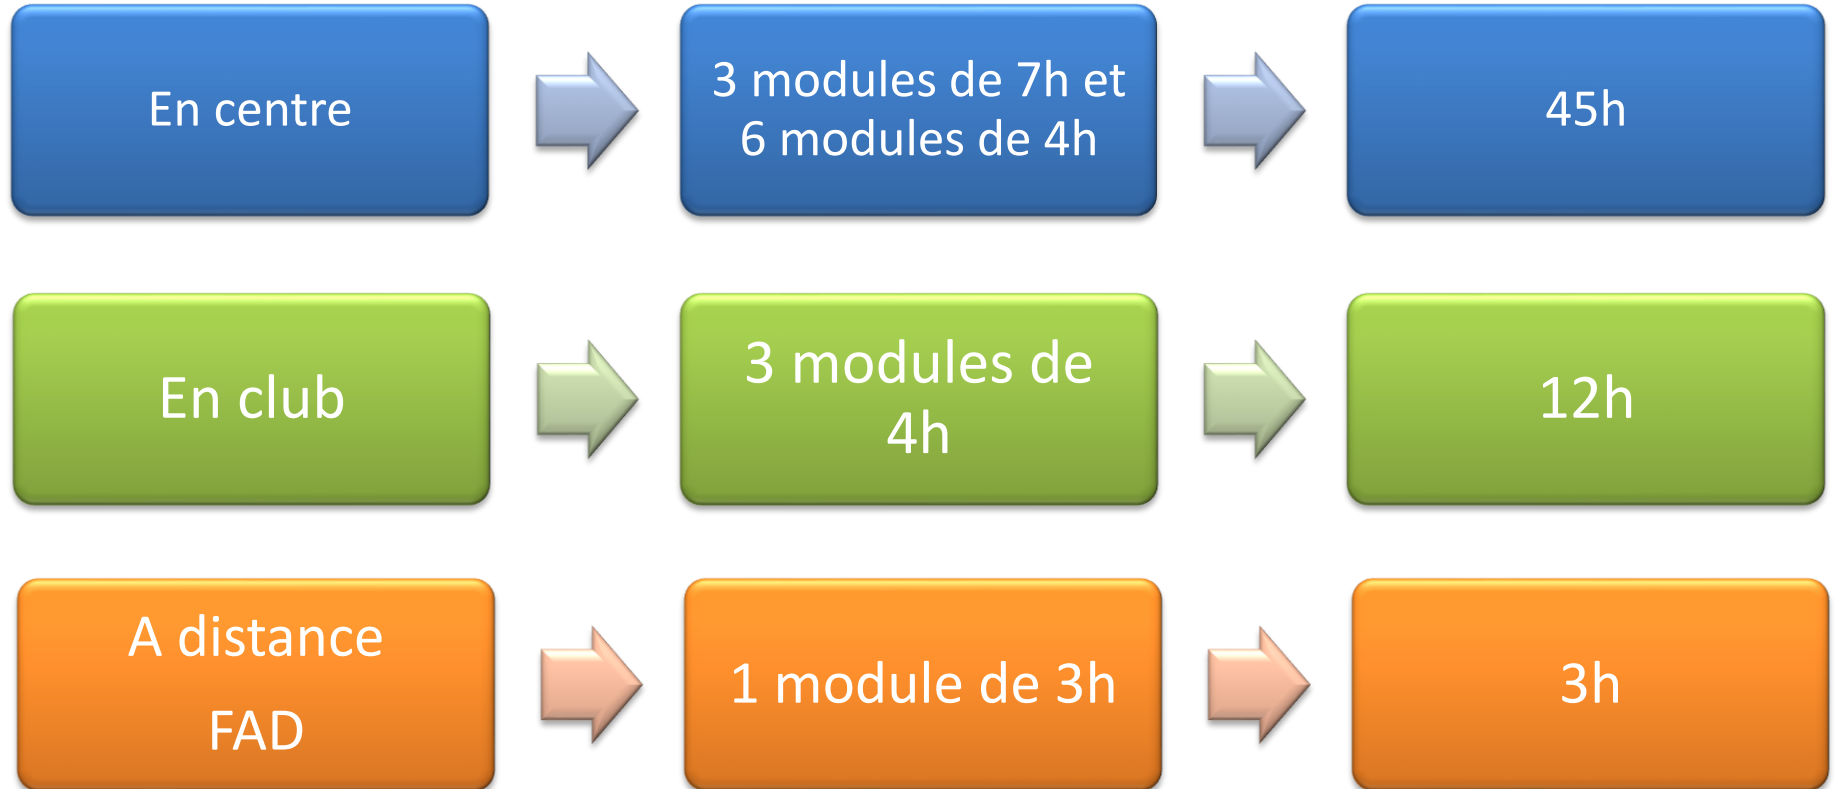 En centre
3 modules de 7h et
6 modules de 4h
45h
En club
3 modules de
4h
12h
A distance
FAD
1 module de 3h
3h